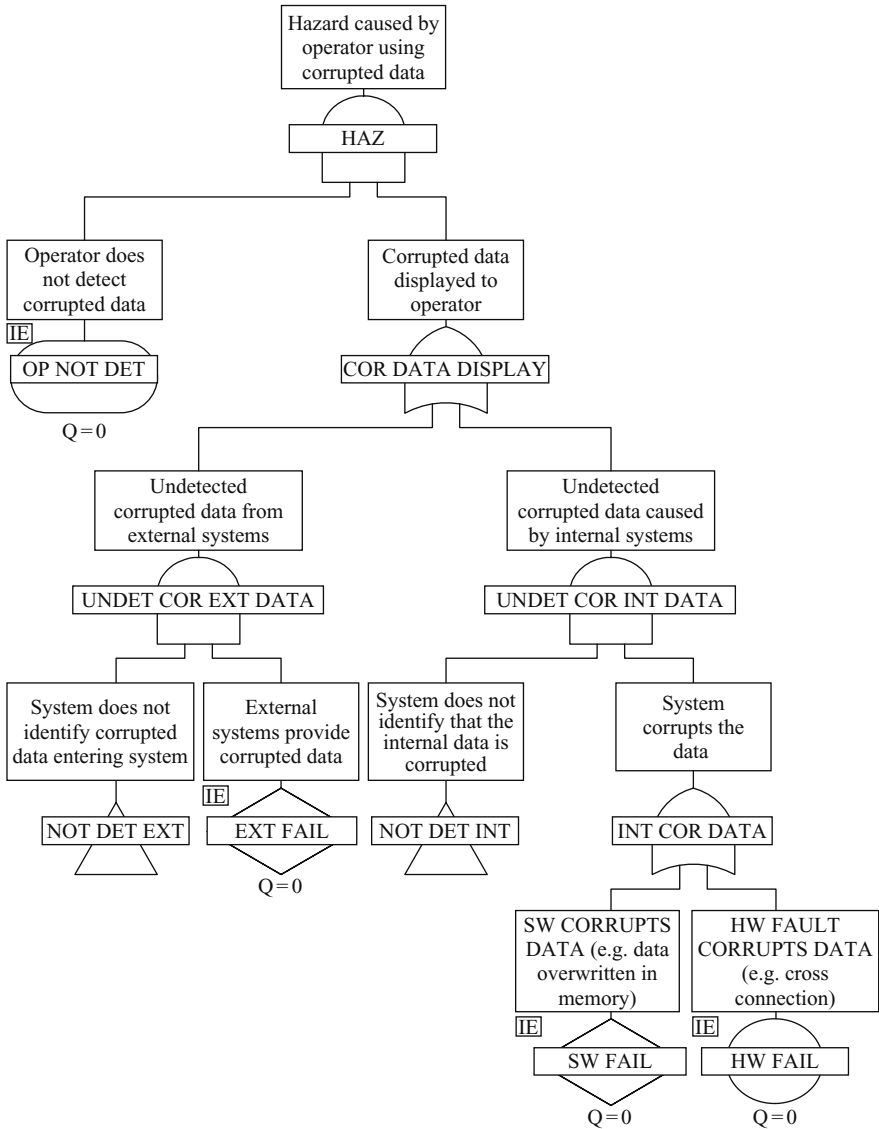 Hazard caused by
operator using
corrupted data
HAZ
Operator does
not detect
corrupted data
IE
OP NOT DET
Q=0
Corrupted data
displayed to
operator
COR DATA DISPLAY
Undetected
corrupted data from
external systems
UNDET COR EXT DATA
Undetected
corrupted data caused
by internal systems
UNDET COR INT DATA
System does not
identify corrupted
data entering system
NOT DET EXT
External
systems provide
corrupted data
IE
EXT FAIL
Q=0
System does not
identify that the
internal data is
corrupted
NOT DET INT
System
corrupts the
data
INT COR DATA
SW CORRUPTS
DATA (e.g. data
overwritten in
memory)
IE
SW FAIL
Q=0
HW FAULT
CORRUPTS DATA
(e.g. cross
connection)
IE
HW FAIL
Q=0